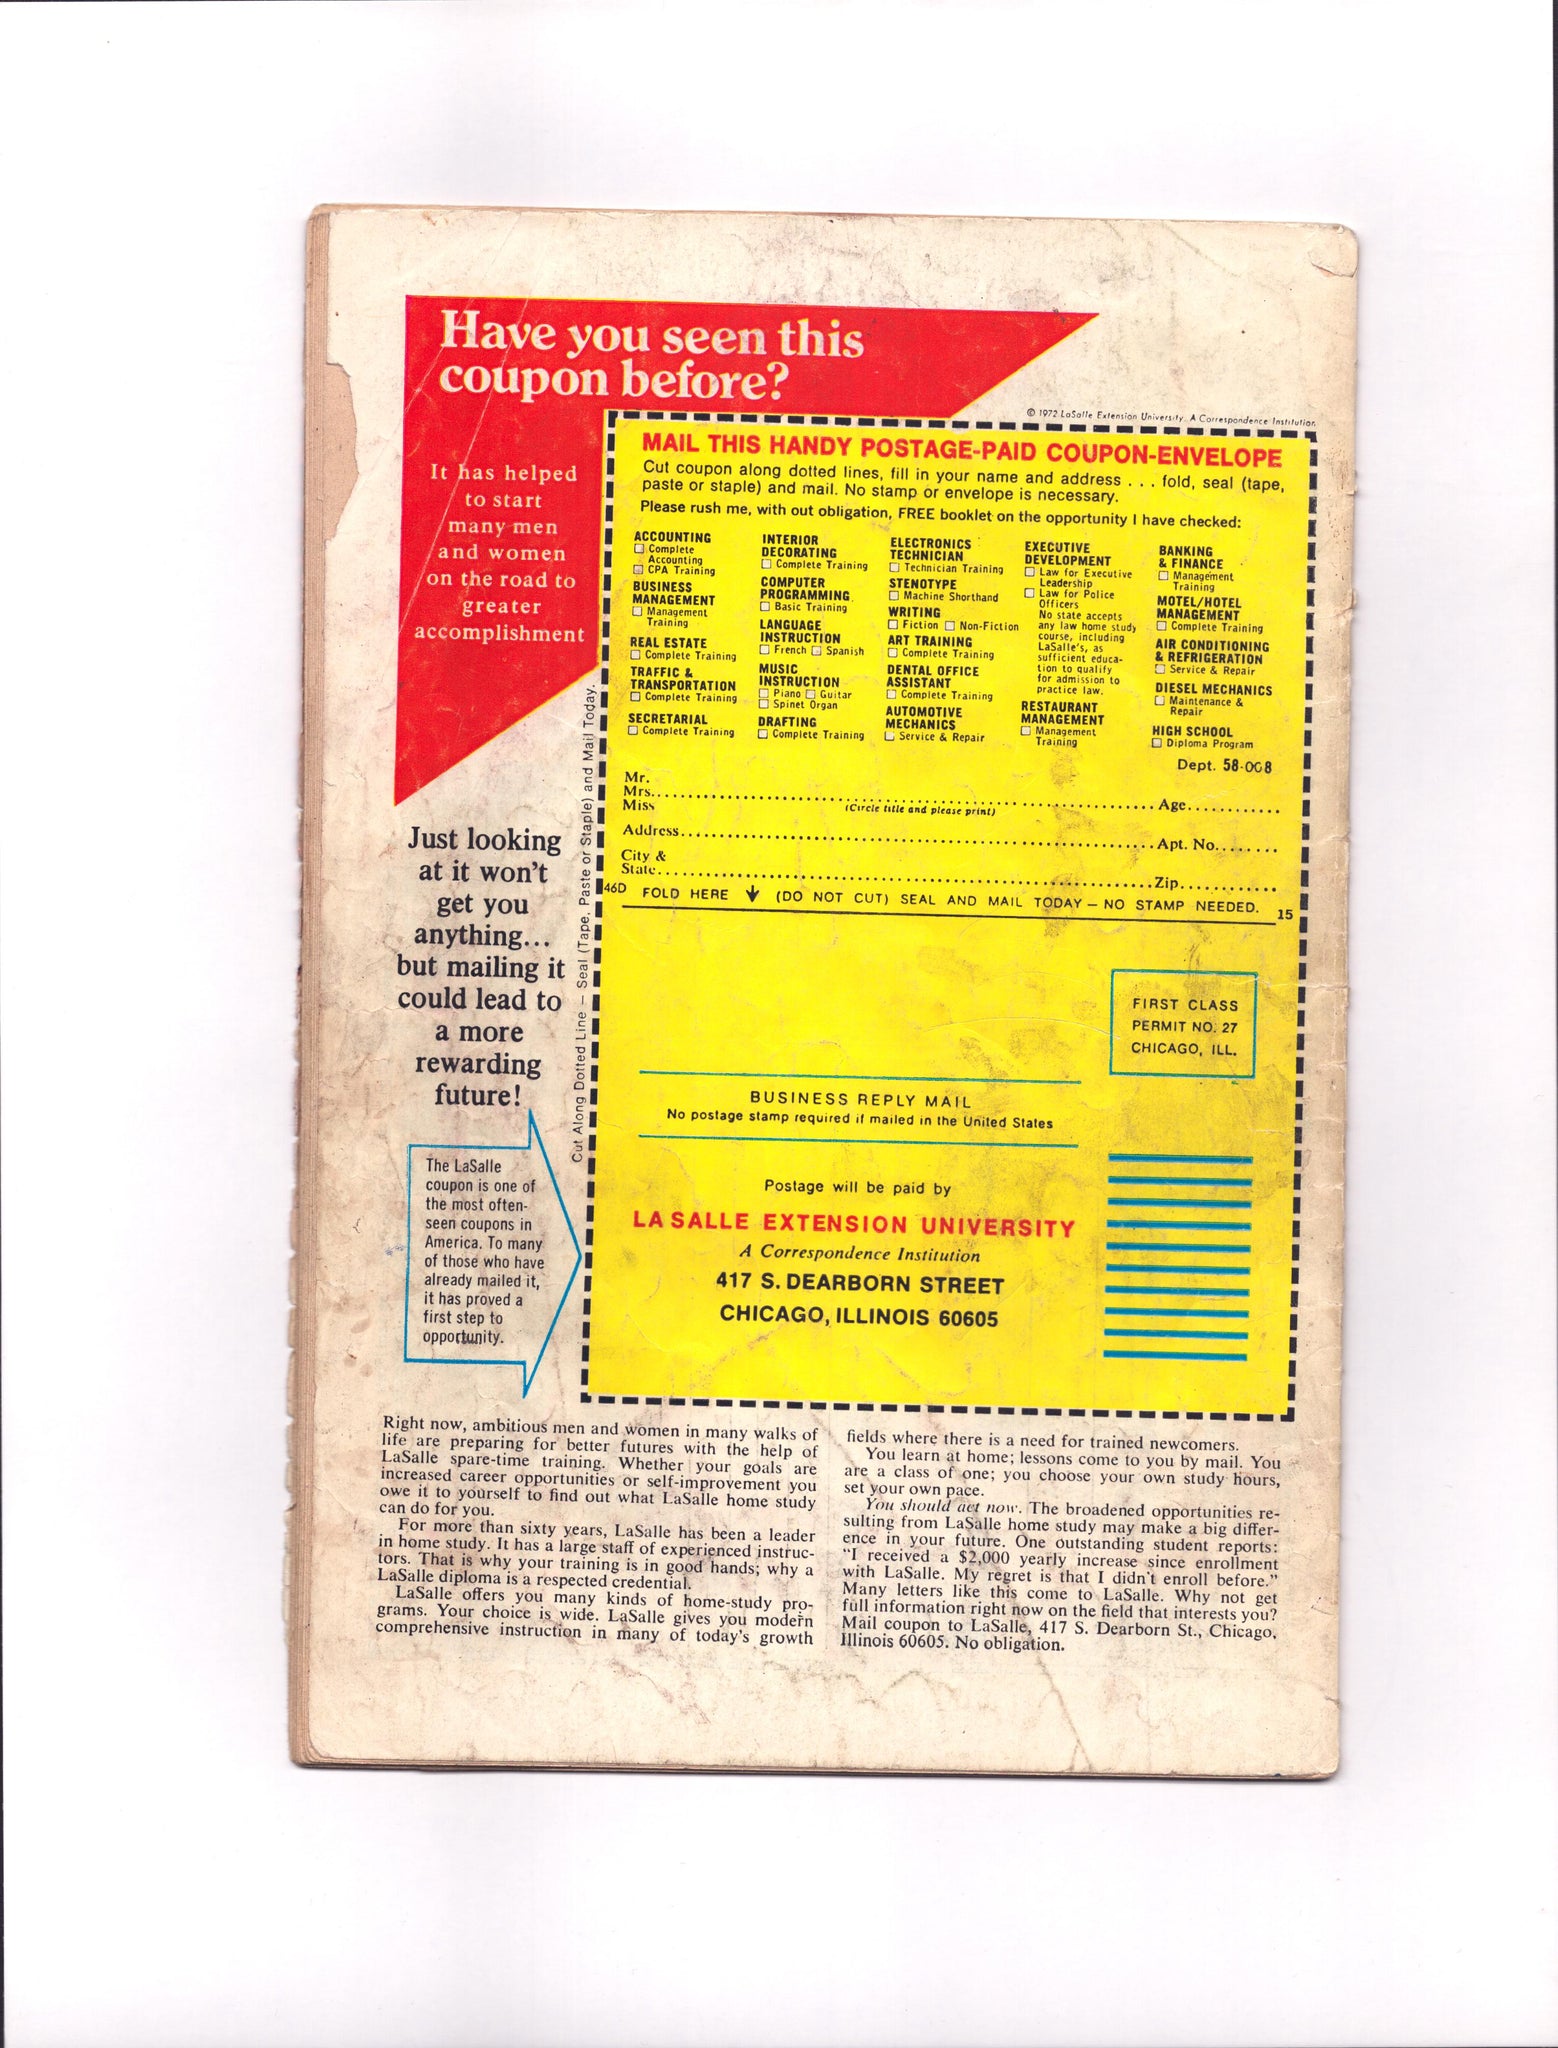 Have you seen this
coupon before?
It has helped
to start
many men
and women
on the road to
greater
accomplishment
Just looking
at it won't
get you
anything...
but mailing it
could lead to
a more
rewarding
future!
The LaSalle
coupon is one of
the most often-
seen coupons in
America. To many
of those who have
already mailed it,
it has proved a
first step to
opportunity.
Cut Along Dotted Line – Seal (Tape, Paste or Staple) and Mail Today.
© 1972 LaSalle Extension University. A Correspondence Institution
MAIL THIS HANDY POSTAGE-PAID COUPON-ENVELOPE
Cut coupon along dotted lines, fill in your name and address . . . fold, seal (tape,
paste or staple) and mail. No stamp or envelope is necessary.
Please rush me, with out obligation, FREE booklet on the opportunity I have checked:
ACCOUNTING
Complete
Accounting
CPA Training
BUSINESS
MANAGEMENT
Management
Training
REAL ESTATE
Complete Training
TRAFFIC &
TRANSPORTATION
Complete Training
SECRETARIAL
Complete Training
INTERIOR
DECORATING
Complete Training
COMPUTER
PROGRAMMING
Basic Training
LANGUAGE
INSTRUCTION
French Spanish
MUSIC
INSTRUCTION
Piano Guitar
Spinet Organ
DRAFTING
Complete Training
ELECTRONICS
TECHNICIAN
Technician Training
STENOTYPE
Machine Shorthand
WRITING
Fiction Non-Fiction
ART TRAINING
Complete Training
DENTAL OFFICE
ASSISTANT
Complete Training
AUTOMOTIVE
MECHANICS
Service & Repair
EXECUTIVE
DEVELOPMENT
Law for Executive
Leadership
Law for Police
Officers
No state accepts
any law home study
course, including
LaSalle's, as
sufficient educa-
tion to qualify
for admission to
practice law.
RESTAURANT
MANAGEMENT
Management
Training
BANKING
& FINANCE
Management
Training
MOTEL/HOTEL
MANAGEMENT
Complete Training
AIR CONDITIONING
& REFRIGERATION
Service & Repair
DIESEL MECHANICS
Maintenance &
Repair
HIGH SCHOOL
Diploma Program
Dept. 58-008
Mr.
Mrs. Age
Miss (Circle title and please print)
Address Apt. No.
City &
State Zip
46D FOLD HERE ↓ (DO NOT CUT) SEAL AND MAIL TODAY — NO STAMP NEEDED. 15
FIRST CLASS
PERMIT NO. 27
CHICAGO, ILL.
BUSINESS REPLY MAIL
No postage stamp required if mailed in the United States
Postage will be paid by
LA SALLE EXTENSION UNIVERSITY
A Correspondence Institution
417 S. DEARBORN STREET
CHICAGO, ILLINOIS 60605
Right now, ambitious men and women in many walks of
life are preparing for better futures with the help of
LaSalle spare-time training. Whether your goals are
increased career opportunities or self-improvement you
owe it to yourself to find out what LaSalle home study
can do for you.
For more than sixty years, LaSalle has been a leader
in home study. It has a large staff of experienced instruc-
tors. That is why your training is in good hands; why a
LaSalle diploma is a respected credential.
LaSalle offers you many kinds of home-study pro-
grams. Your choice is wide. LaSalle gives you modern
comprehensive instruction in many of today's growth
fields where there is a need for trained newcomers.
You learn at home; lessons come to you by mail. You
are a class of one; you choose your own study hours,
set your own pace.
You should act now. The broadened opportunities re-
sulting from LaSalle home study may make a big differ-
ence in your future. One outstanding student reports:
"I received a $2,000 yearly increase since enrollment
with LaSalle. My regret is that I didn't enroll before."
Many letters like this come to LaSalle. Why not get
full information right now on the field that interests you?
Mail coupon to LaSalle, 417 S. Dearborn St., Chicago,
Illinois 60605. No obligation.